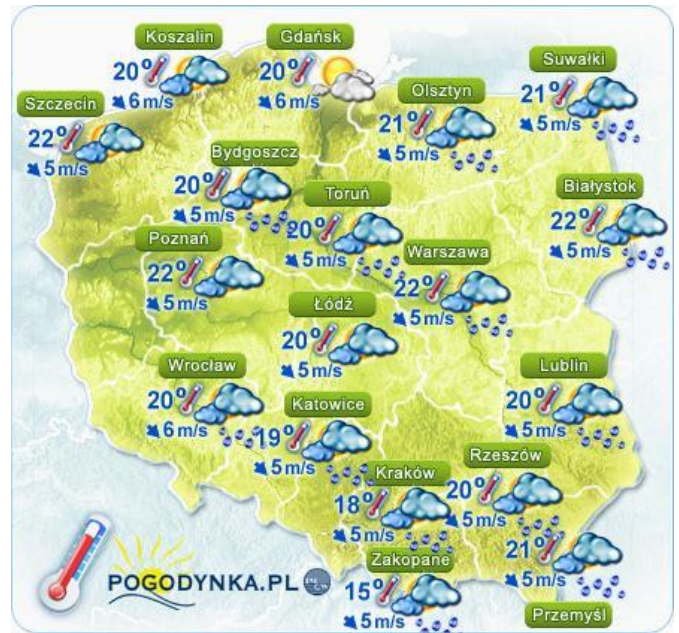 Koszalin
20°
6 m/s
Gdańsk
20°
6 m/s
Suwałki
21°
5 m/s
Szczecin
22°
5 m/s
Olsztyn
21°
5 m/s
Bydgoszcz
20°
5 m/s
Toruń
20°
5 m/s
Białystok
22°
5 m/s
Poznań
22°
5 m/s
Warszawa
22°
5 m/s
Łódź
20°
5 m/s
Wrocław
20°
6 m/s
Katowice
19°
5 m/s
Lublin
20°
5 m/s
Kraków
18°
5 m/s
Rzeszów
20°
5 m/s
21°
5 m/s
Przemyśl
Zakopane
15°
5 m/s
POGODYNKA.PL